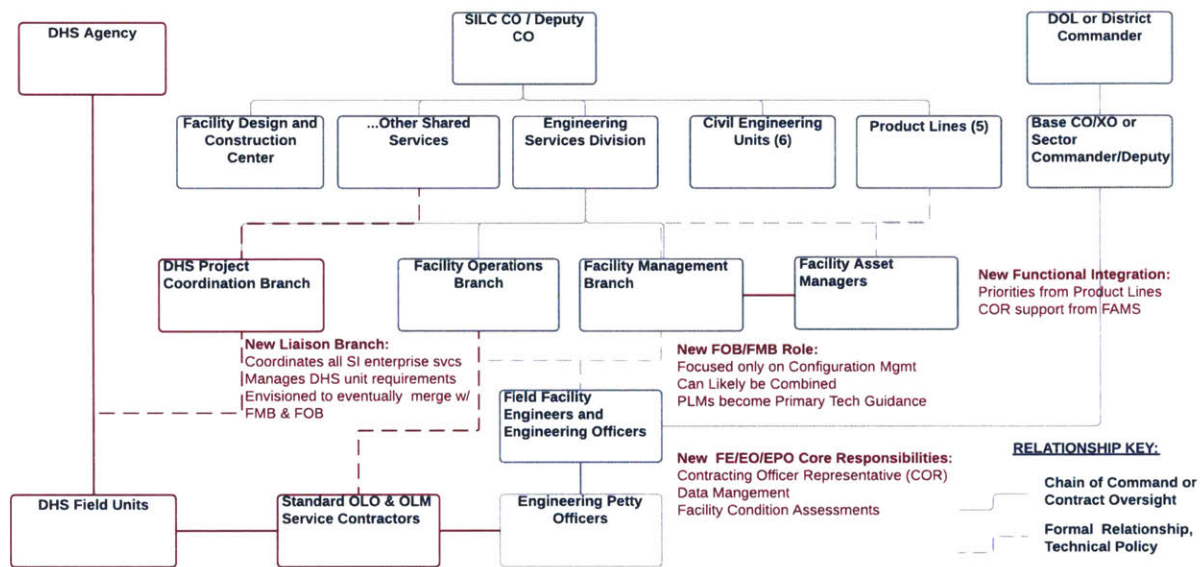 DHS Agency
SILC CO / Deputy
CO
DOL or District
Commander
Facility Design and
Construction
Center
...Other Shared
Services
Engineering
Services Division
Civil Engineering
Units (6)
Product Lines (5)
Base CO/XO or
Sector
Commander/Deputy
DHS Project
Coordination Branch
Facility Operations
Branch
Facility Management
Branch
Facility Asset
Managers
New Functional Integration:
Priorities from Product Lines
COR support from FAMS
New Liaison Branch:
Coordinates all SI enterprise svcs
Manages DHS unit requirements
Envisioned to eventually merge w/
FMB & FOB
New FOB/FMB Role:
Focused only on Configuration Mgmt
Can Likely be Combined
PLMs become Primary Tech Guidance
Field Facility
Engineers and
Engineering Officers
New FE/EO/EPO Core Responsibilities:
Contracting Officer Representative (COR)
Data Mangement
Facility Condition Assessments
DHS Field Units
Standard OLO & OLM
Service Contractors
Engineering Petty
Officers
RELATIONSHIP KEY:
Chain of Command or
Contract Oversight
Formal Relationship,
Technical Policy